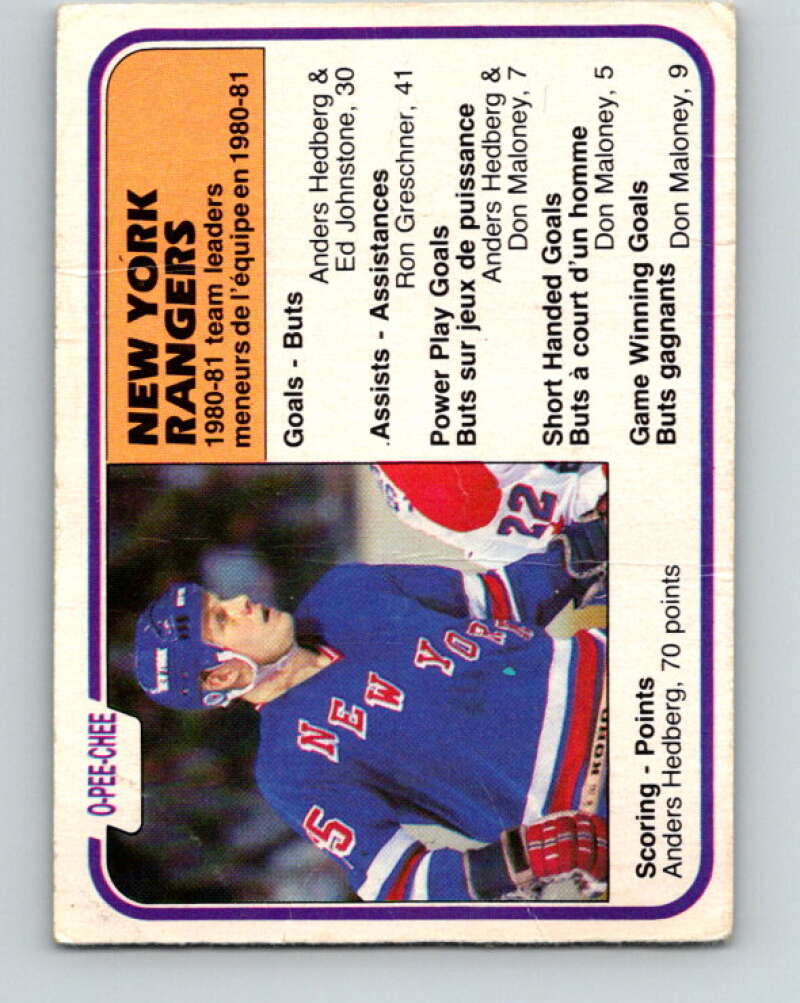 O-PEE-CHEE
NEW YORK
RANGERS
1980-81 team leaders
meneurs de l'équipe en 1980-81
Goals - Buts
Anders Hedberg &
Ed Johnstone, 30
Assists - Assistances
Ron Greschner, 41
Power Play Goals
Buts sur jeux de puissance
Anders Hedberg &
Don Maloney, 7
Short Handed Goals
Buts à court d'un homme
Don Maloney, 5
Game Winning Goals
Buts gagnants
Don Maloney, 9
NEW YORK
5
22
KOHO
Scoring - Points
Anders Hedberg, 70 points